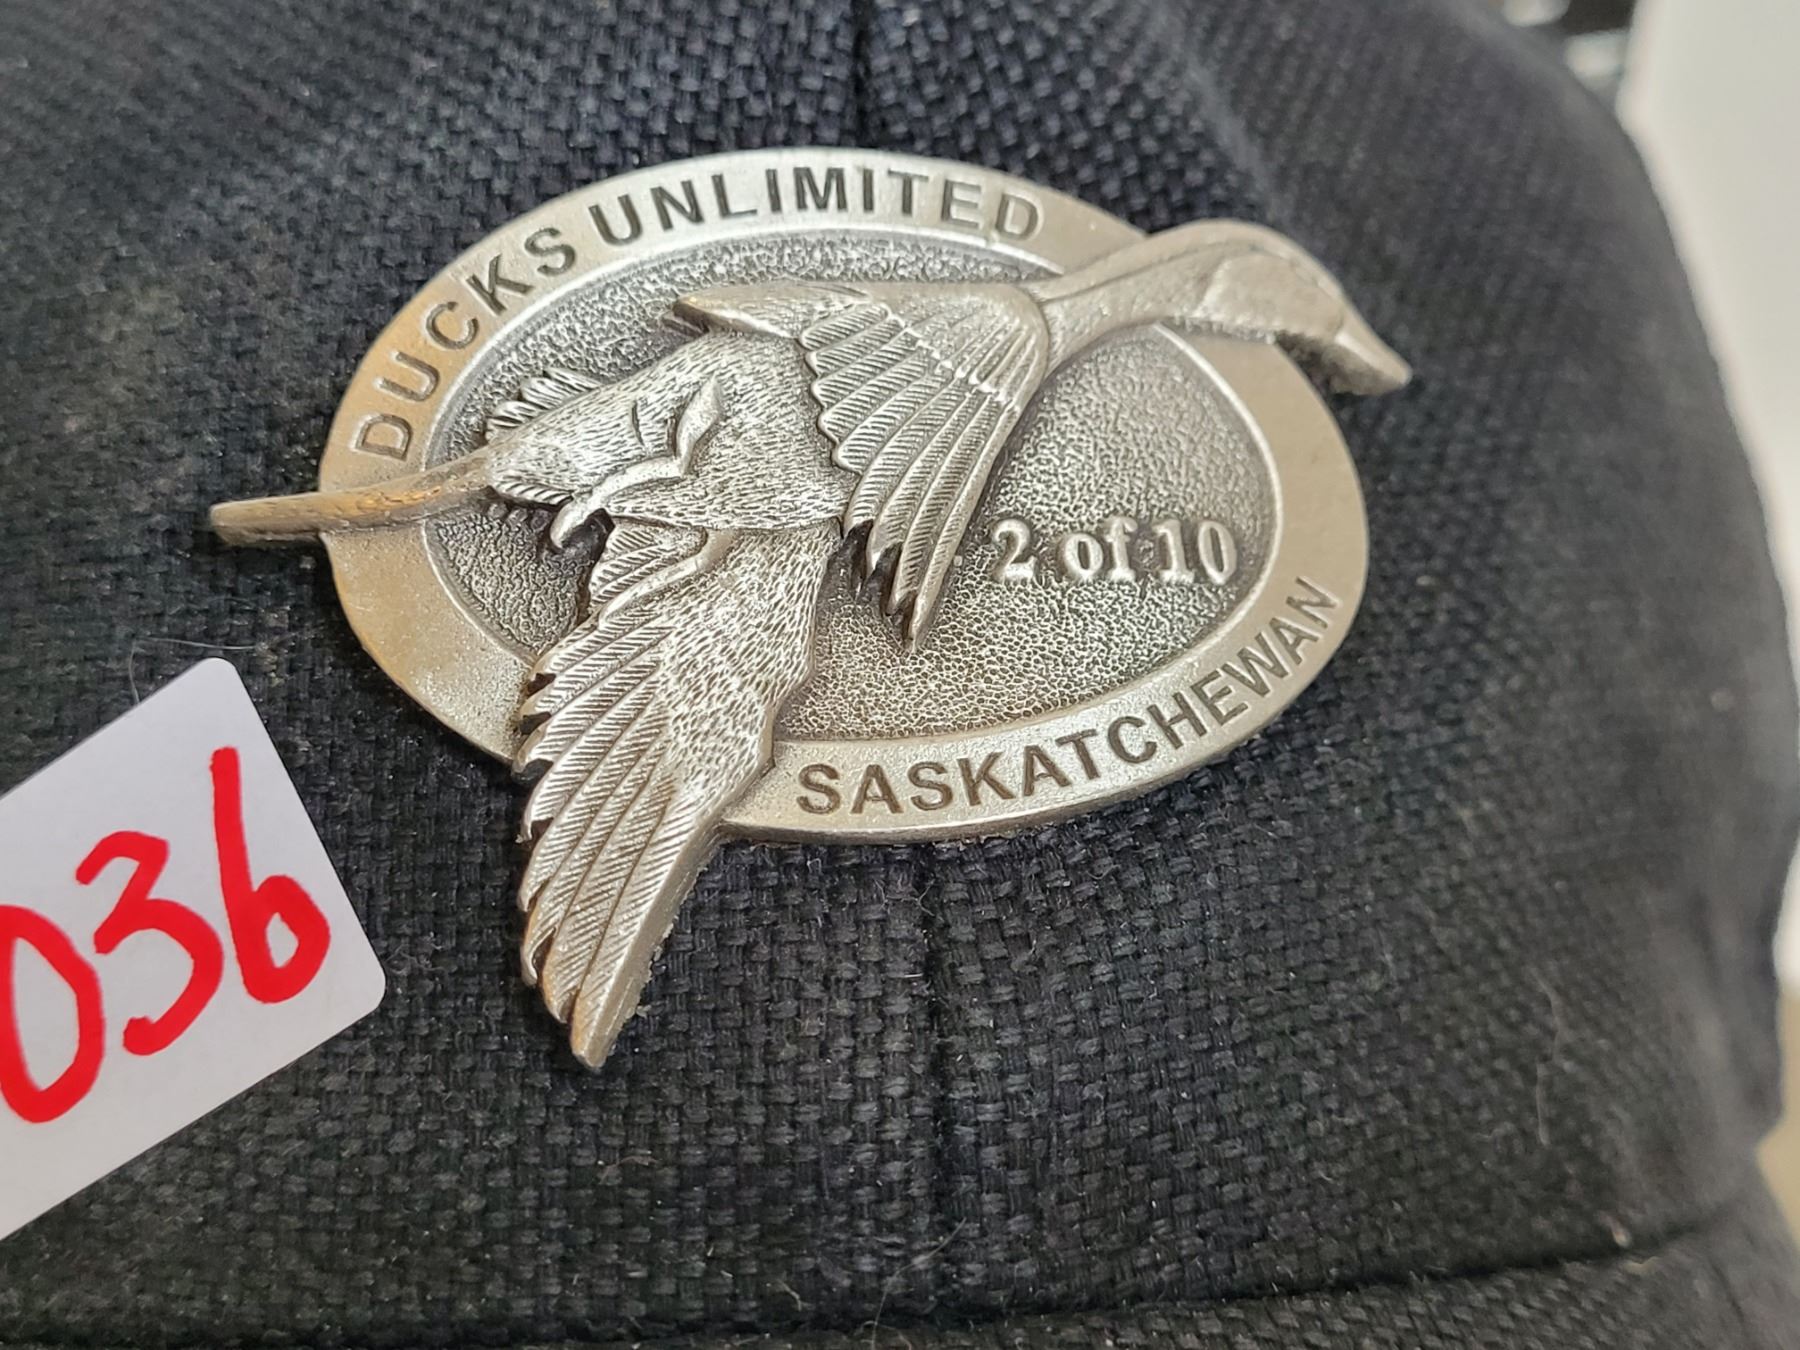 DUCKS UNLIMITED
2 of 10
SASKATCHEWAN
036